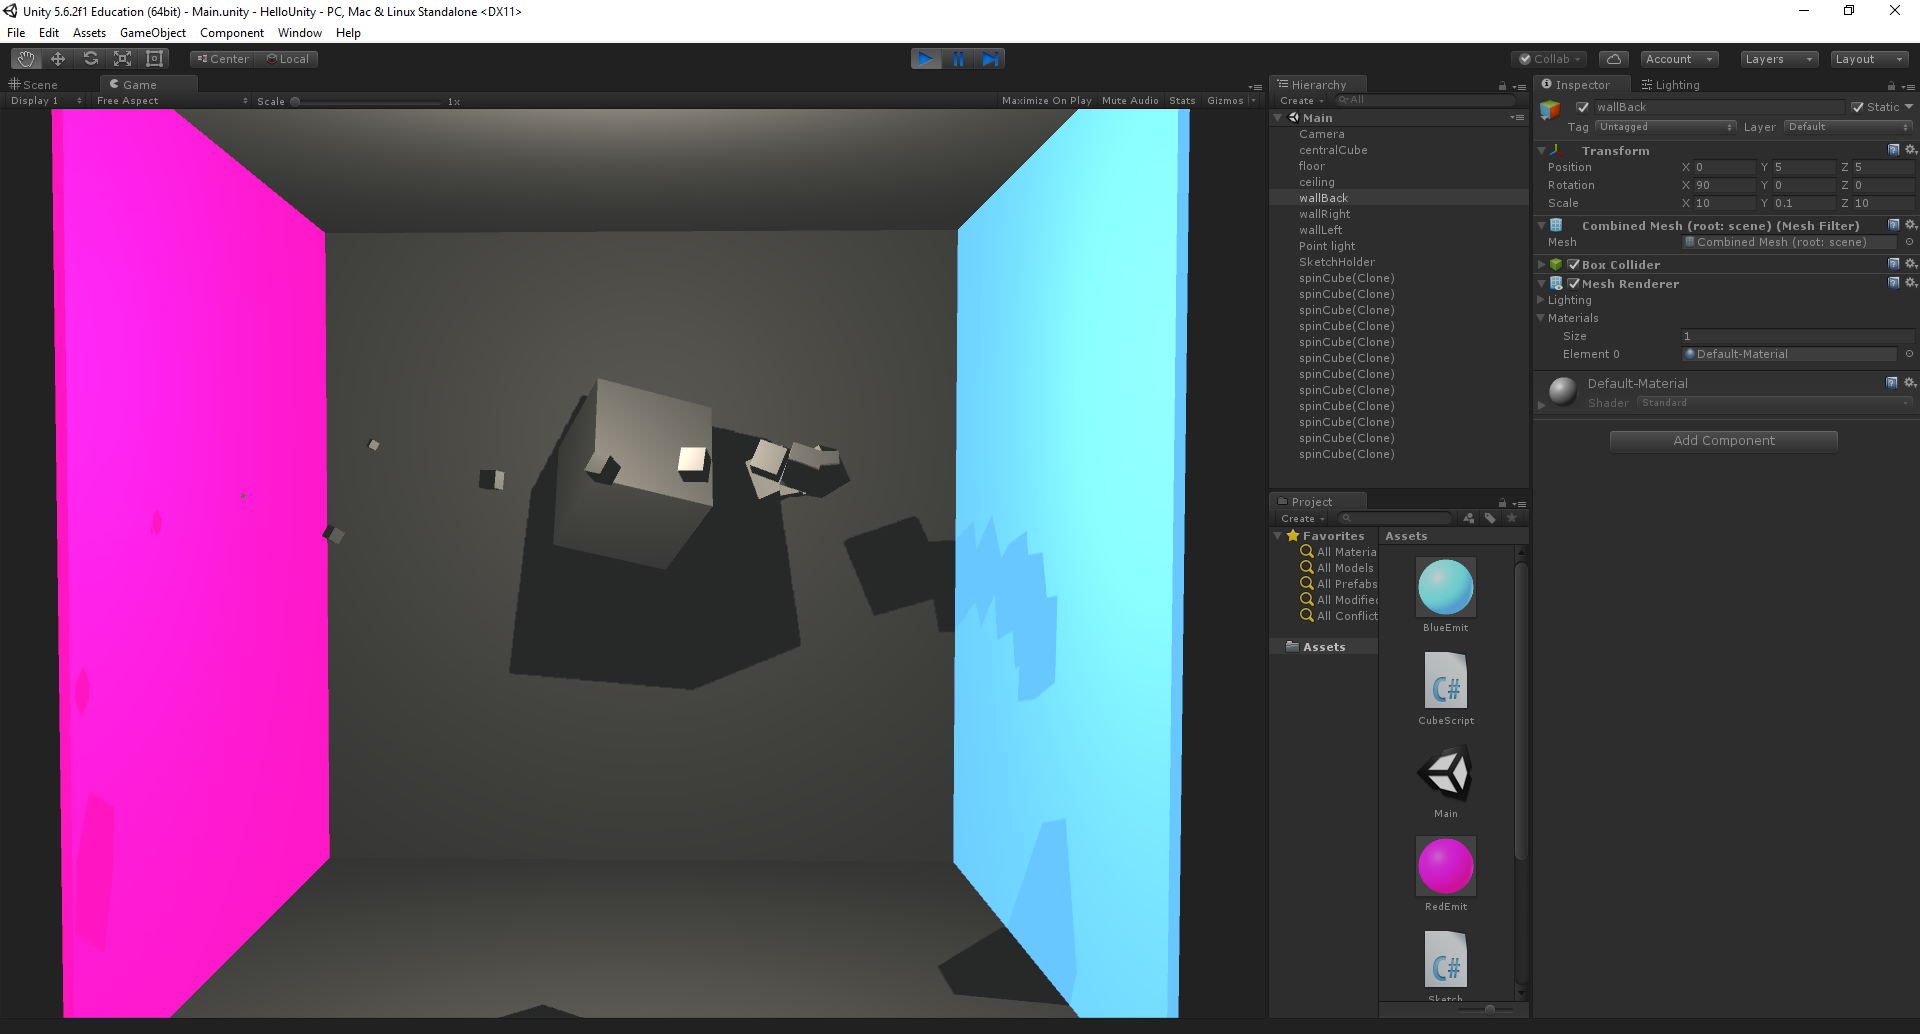 Unity 5.6.2f1 Education (64bit) - Main.unity - HelloUnity - PC, Mac & Linux Standalone <DX11>
File Edit Assets GameObject Component Window Help
Center Local Collab Account Layers Layout
Scene Game
Display 1 Free Aspect Scale 1x Maximize On Play Mute Audio Stats Gizmos
Hierarchy
Create All
Main
Camera
centralCube
floor
ceiling
wallBack
wallRight
wallLeft
Point light
SketchHolder
spinCube(Clone)
spinCube(Clone)
spinCube(Clone)
spinCube(Clone)
spinCube(Clone)
spinCube(Clone)
spinCube(Clone)
spinCube(Clone)
spinCube(Clone)
spinCube(Clone)
spinCube(Clone)
spinCube(Clone)
Project
Create
Favorites
All Materia
All Models
All Prefabs
All Modified
All Conflict
Assets
Assets
BlueEmit
C#
CubeScript
Main
RedEmit
C#
Sketch
Inspector Lighting
wallBack Static
Tag Untagged Layer Default
Transform
Position X 0 Y 5 Z 5
Rotation X 90 Y 0 Z 0
Scale X 10 Y 0.1 Z 10
Combined Mesh (root: scene) (Mesh Filter)
Mesh Combined Mesh (root: scene)
Box Collider
Mesh Renderer
Lighting
Materials
Size 1
Element 0 Default-Material
Default-Material
Shader Standard
Add Component